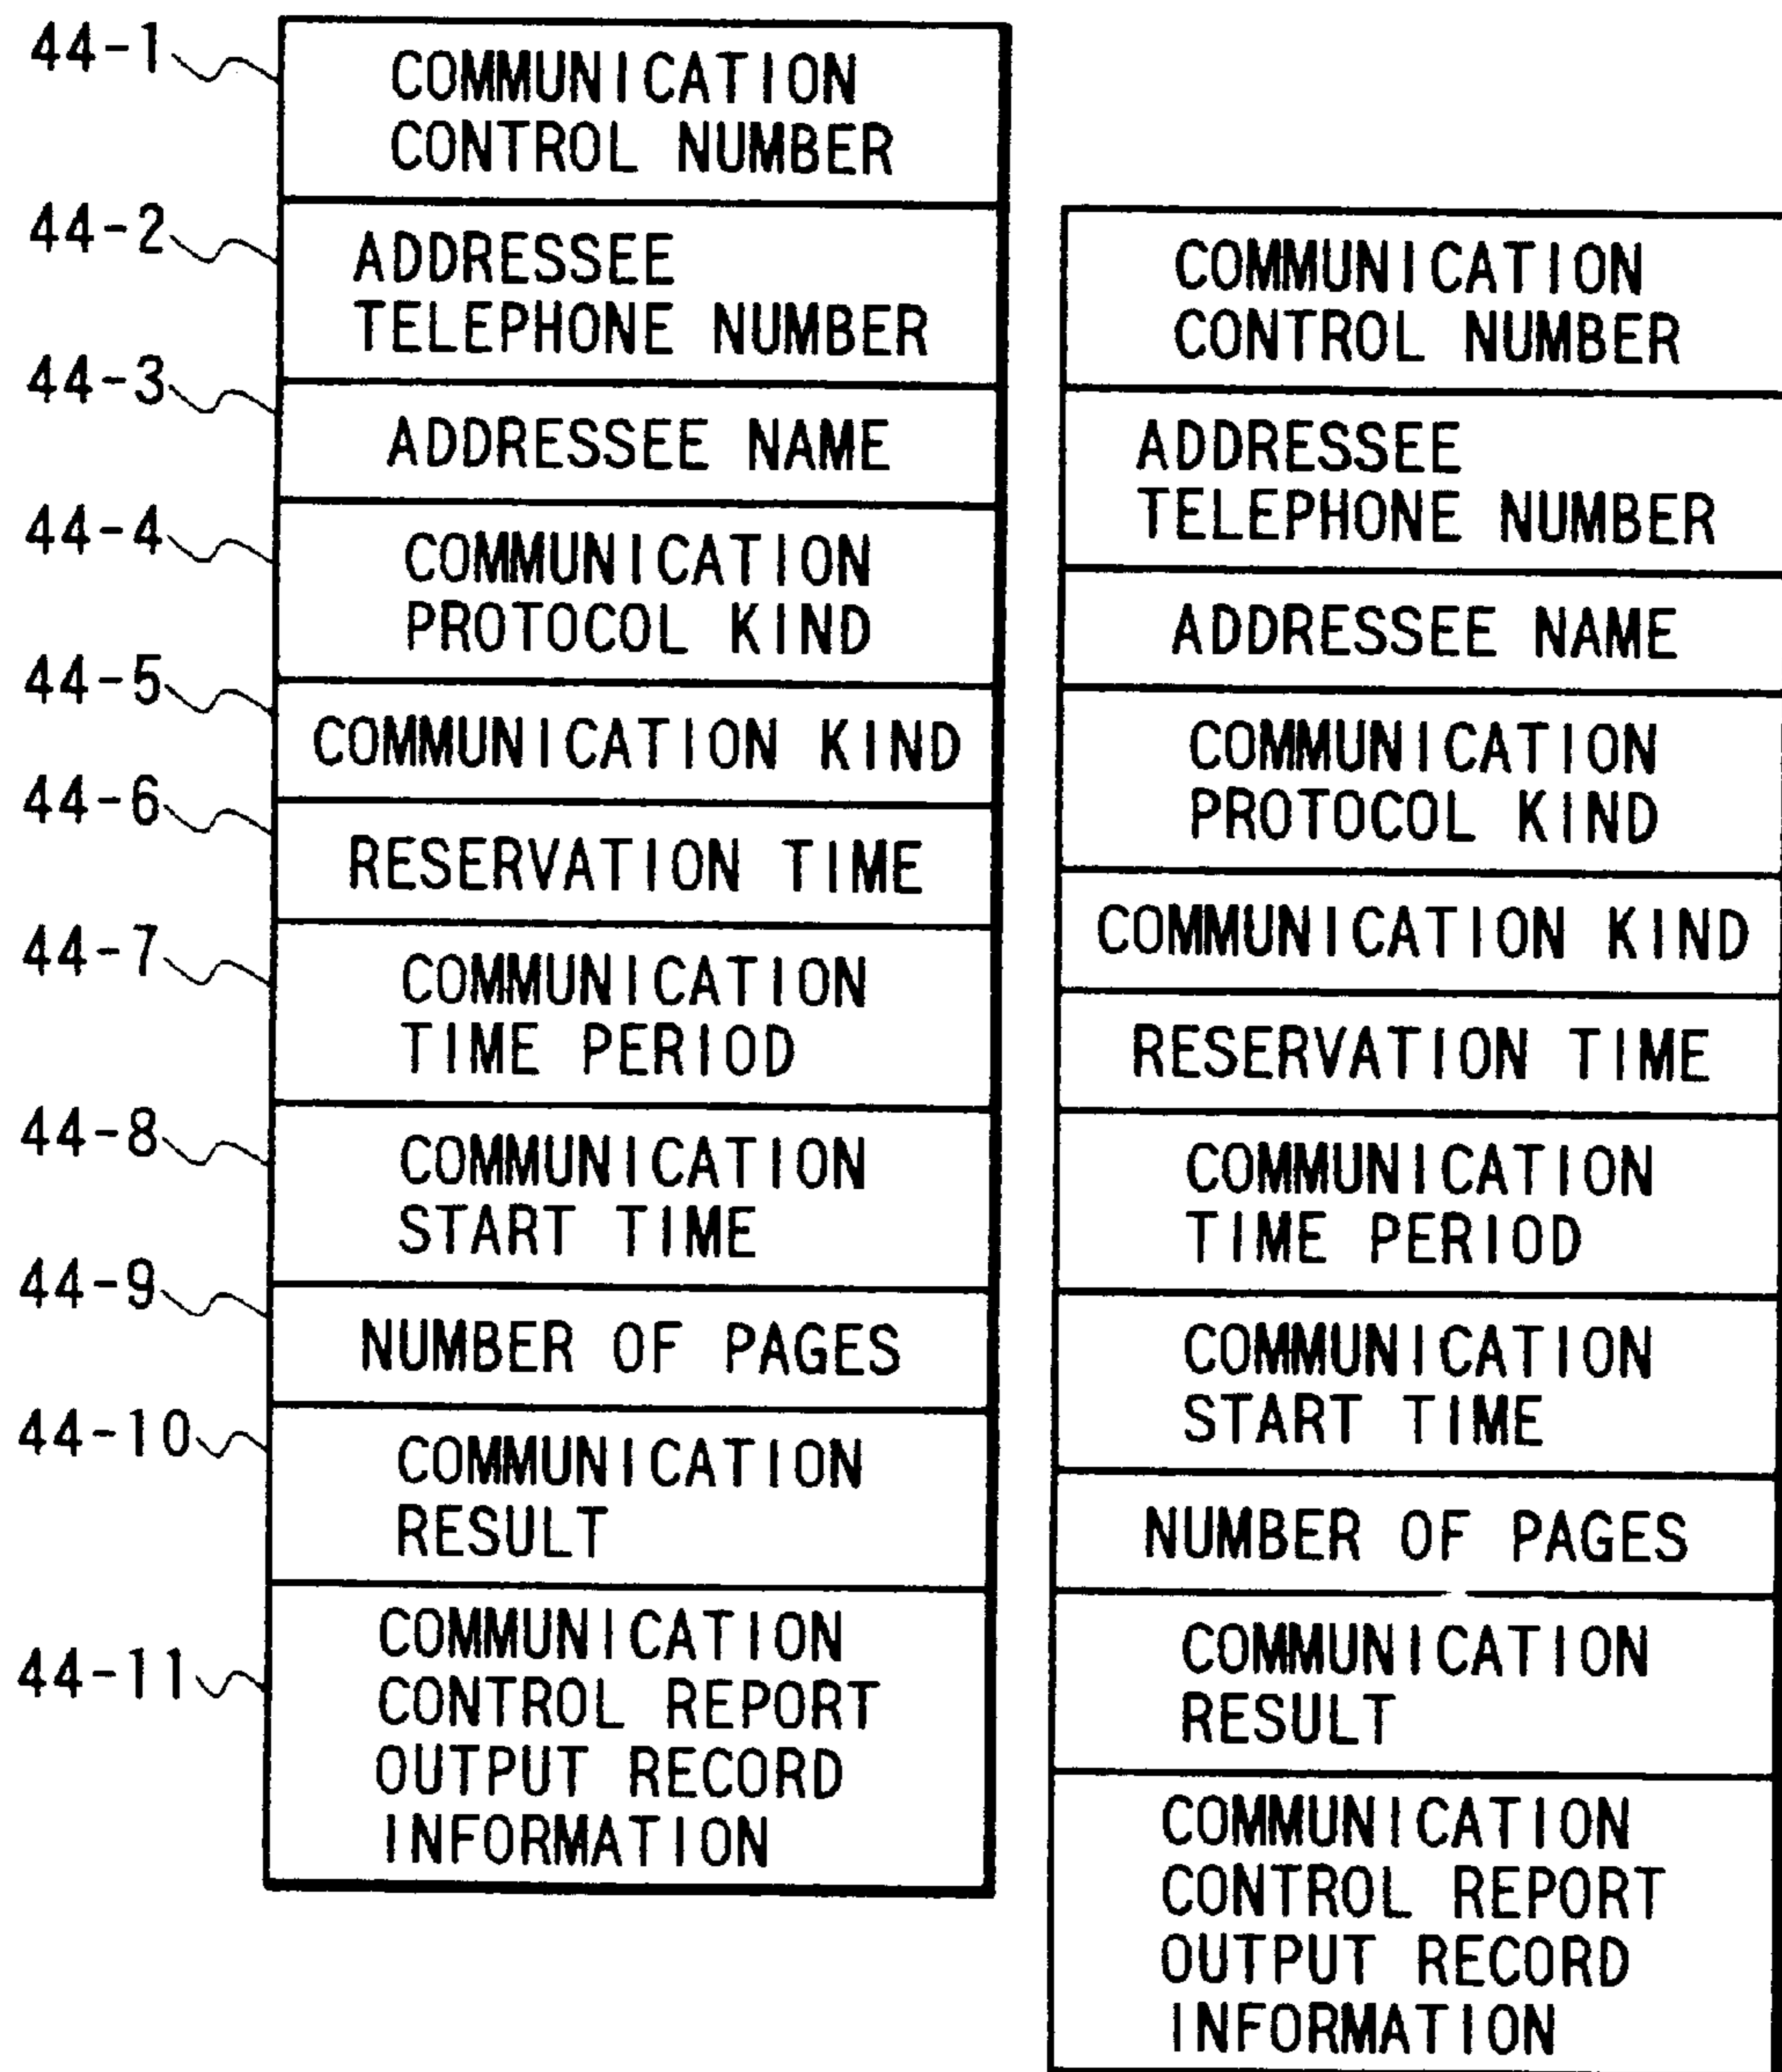 44-1
COMMUNICATION
CONTROL NUMBER
44-2
ADDRESSEE
TELEPHONE NUMBER
44-3
ADDRESSEE NAME
44-4
COMMUNICATION
PROTOCOL KIND
44-5
COMMUNICATION KIND
44-6
RESERVATION TIME
44-7
COMMUNICATION
TIME PERIOD
44-8
COMMUNICATION
START TIME
44-9
NUMBER OF PAGES
44-10
COMMUNICATION
RESULT
44-11
COMMUNICATION
CONTROL REPORT
OUTPUT RECORD
INFORMATION
COMMUNICATION
CONTROL NUMBER
ADDRESSEE
TELEPHONE NUMBER
ADDRESSEE NAME
COMMUNICATION
PROTOCOL KIND
COMMUNICATION KIND
RESERVATION TIME
COMMUNICATION
TIME PERIOD
COMMUNICATION
START TIME
NUMBER OF PAGES
COMMUNICATION
RESULT
COMMUNICATION
CONTROL REPORT
OUTPUT RECORD
INFORMATION